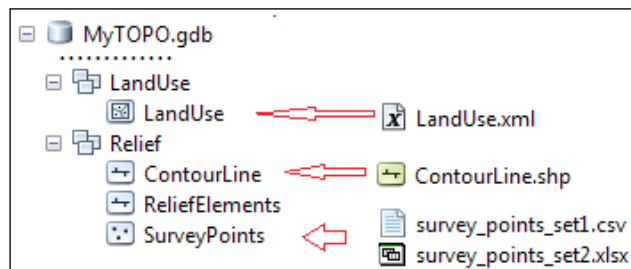 MyTOPO.gdb
.............
LandUse
LandUse
LandUse.xml
Relief
ContourLine
ContourLine.shp
ReliefElements
SurveyPoints
survey_points_set1.csv
survey_points_set2.xlsx